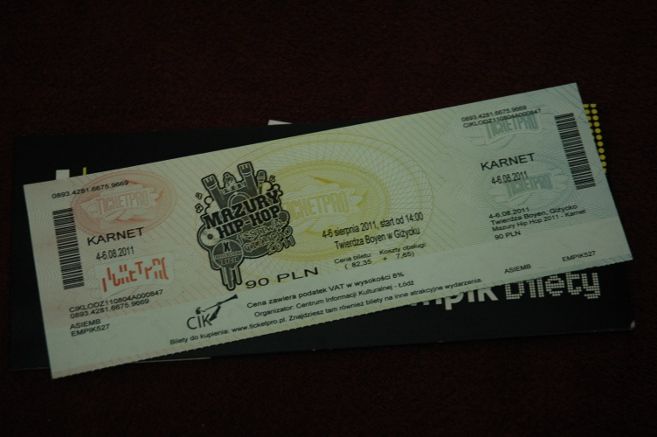 0893.4281.6675.9669
TICKETPRO
KARNET
4-6.08.2011
TICKETPRO
CIKLODZ110804A000847
0893.4281.6675.9669
ASIEMB
EMPIK527
MAZURY
HIP-HOP
TICKETPRO
4-6 sierpnia 2011, start od 14:00
Twierdza Boyen w Giżycku
Cena biletu: Koszty obsługi:
( 82,35 + 7,65)
90 PLN
Cena zawiera podatek VAT w wysokości 8%
CIK
Organizator: Centrum Informacji Kulturalnej - Łódź
Bilety do kupienia: www.ticketpro.pl. Znajdziesz tam również bilety na inne atrakcyjne wydarzenia.
0893.4281.6675.9669
CIKLODZ110804A000847
TICKETPRO
KARNET
4-6.08.2011
Twierdza Boyen, Giżycko
Mazury Hip Hop 2011 - Karnet
90 PLN
ASIEMB
EMPIK527
bilety